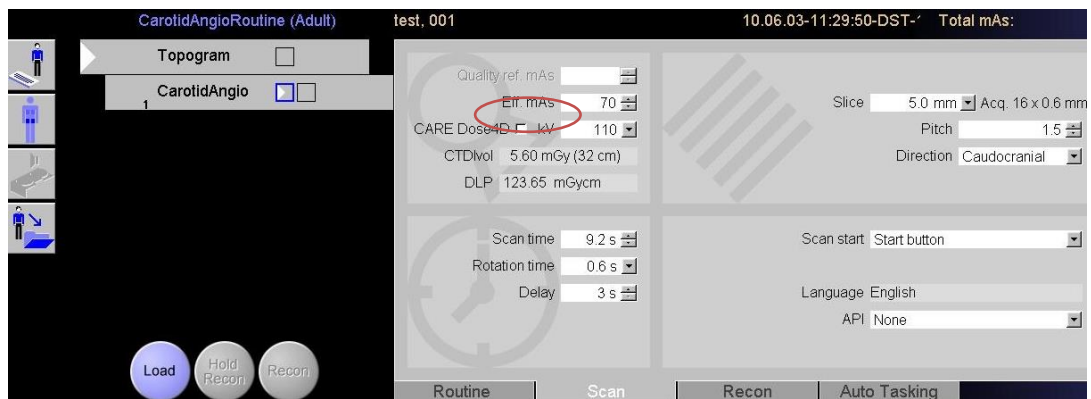 CarotidAngioRoutine (Adult)
test, 001
10.06.03-11:29:50-DST-
Total mAs:
Topogram
CarotidAngio
1
Quality ref. mAs
Eff. mAs 70
CARE Dose4D kV 110
CTDIvol 5.60 mGy (32 cm)
DLP 123.65 mGycm
Slice 5.0 mm Acq. 16 x 0.6 mm
Pitch 1.5
Direction Caudocranial
Scan time 9.2 s
Rotation time 0.6 s
Delay 3 s
Scan start Start button
Language English
API None
Load
Hold Recon
Recon
Routine
Scan
Recon
Auto Tasking